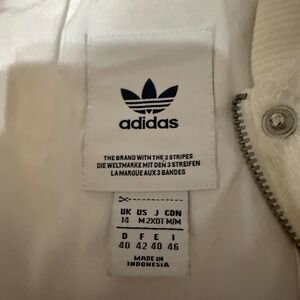 adidas
THE BRAND WITH THE 3 STRIPES
DIE WELTMARKE MIT DEN 3 STREIFEN
LA MARQUE AUX 3 BANDES
UK US J CDN
14 M 2XOT M/M
D F E I
40 42 40 46
MADE IN
INDONESIA